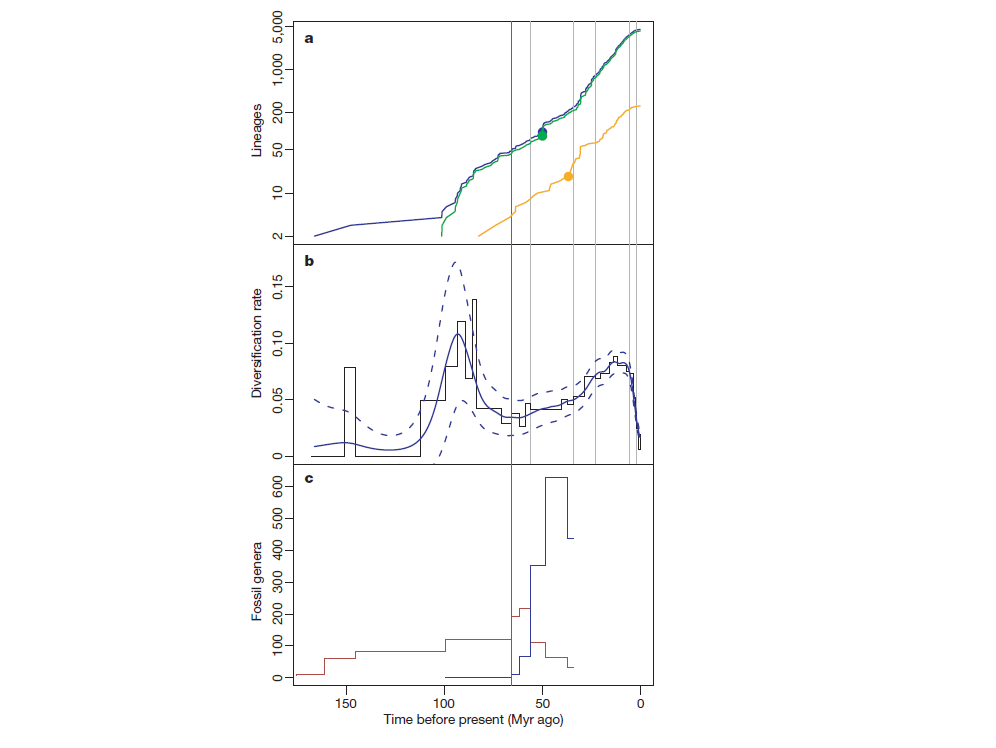 a
5,000
1,000
200
50
10
2
Lineages
b
0.15
0.10
0.05
0
Diversification rate
c
600
500
400
300
200
100
0
Fossil genera
150 100 50 0
Time before present (Myr ago)